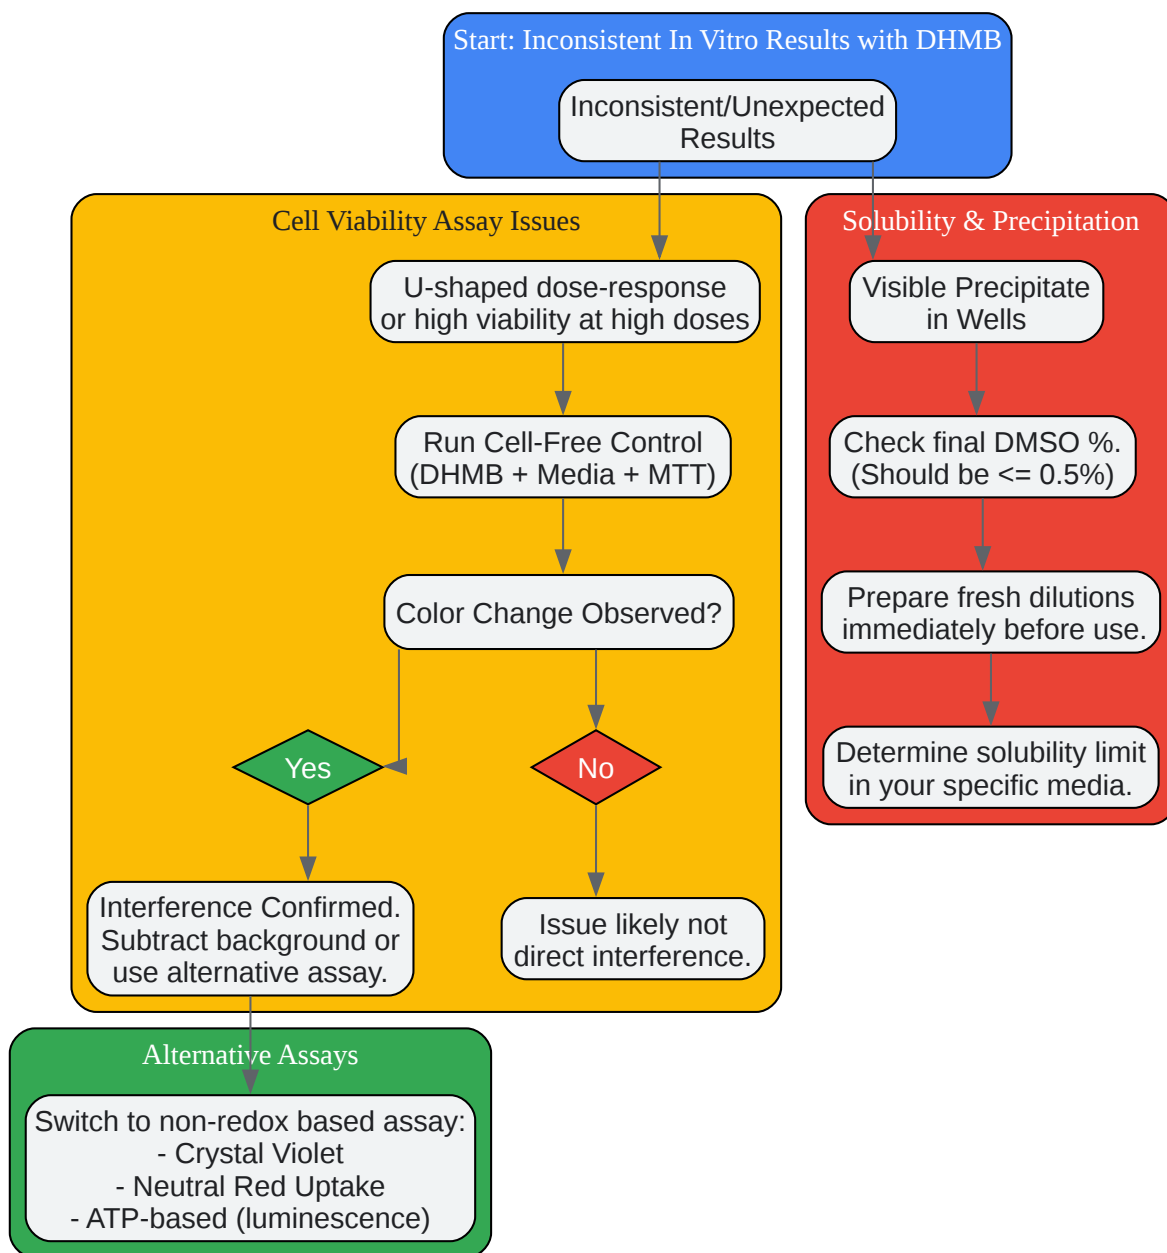 Start: Inconsistent In Vitro Results with DHMB
Inconsistent/Unexpected
Results
Cell Viability Assay Issues
U-shaped dose-response
or high viability at high doses
Run Cell-Free Control
(DHMB + Media + MTT)
Color Change Observed?
Yes
No
Interference Confirmed.
Subtract background or
use alternative assay.
Issue likely not
direct interference.
Solubility & Precipitation
Visible Precipitate
in Wells
Check final DMSO %.
(Should be <= 0.5%)
Prepare fresh dilutions
immediately before use.
Determine solubility limit
in your specific media.
Alternative Assays
Switch to non-redox based assay:
- Crystal Violet
- Neutral Red Uptake
- ATP-based (luminescence)